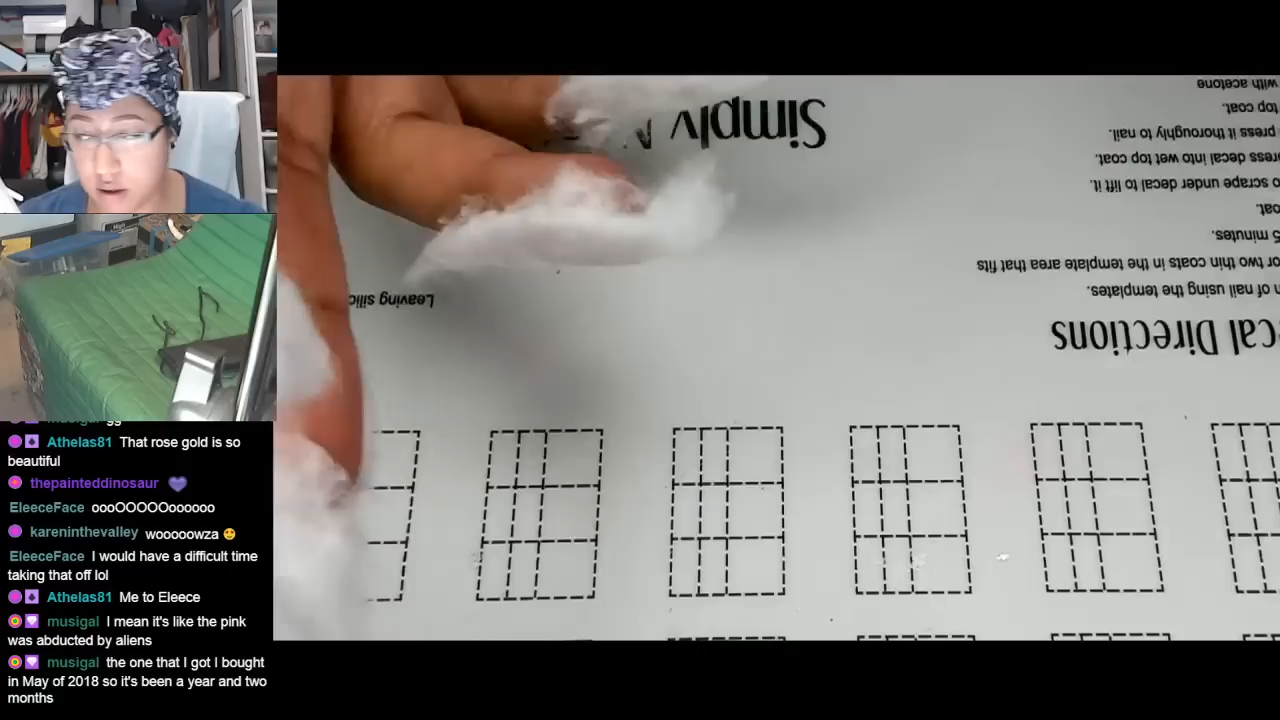 with acetone
top coat.
press it thoroughly to nail.
press decal into wet top coat.
to scrape under decal to lift it.
coat.
5 minutes.
or two thin coats in the template area that fits
n of nail using the templates.
cal Directions
Simply
Leaving silic
gg
Athelas81 That rose gold is so
beautiful
thepainteddinosaur 💜
EleeceFace oooOOOOOoooooo
kareninthevalley wooooowza
EleeceFace I would have a difficult time
taking that off lol
Athelas81 Me to Eleece
musigal I mean it's like the pink
was abducted by aliens
musigal the one that I got I bought
in May of 2018 so it's been a year and two
months